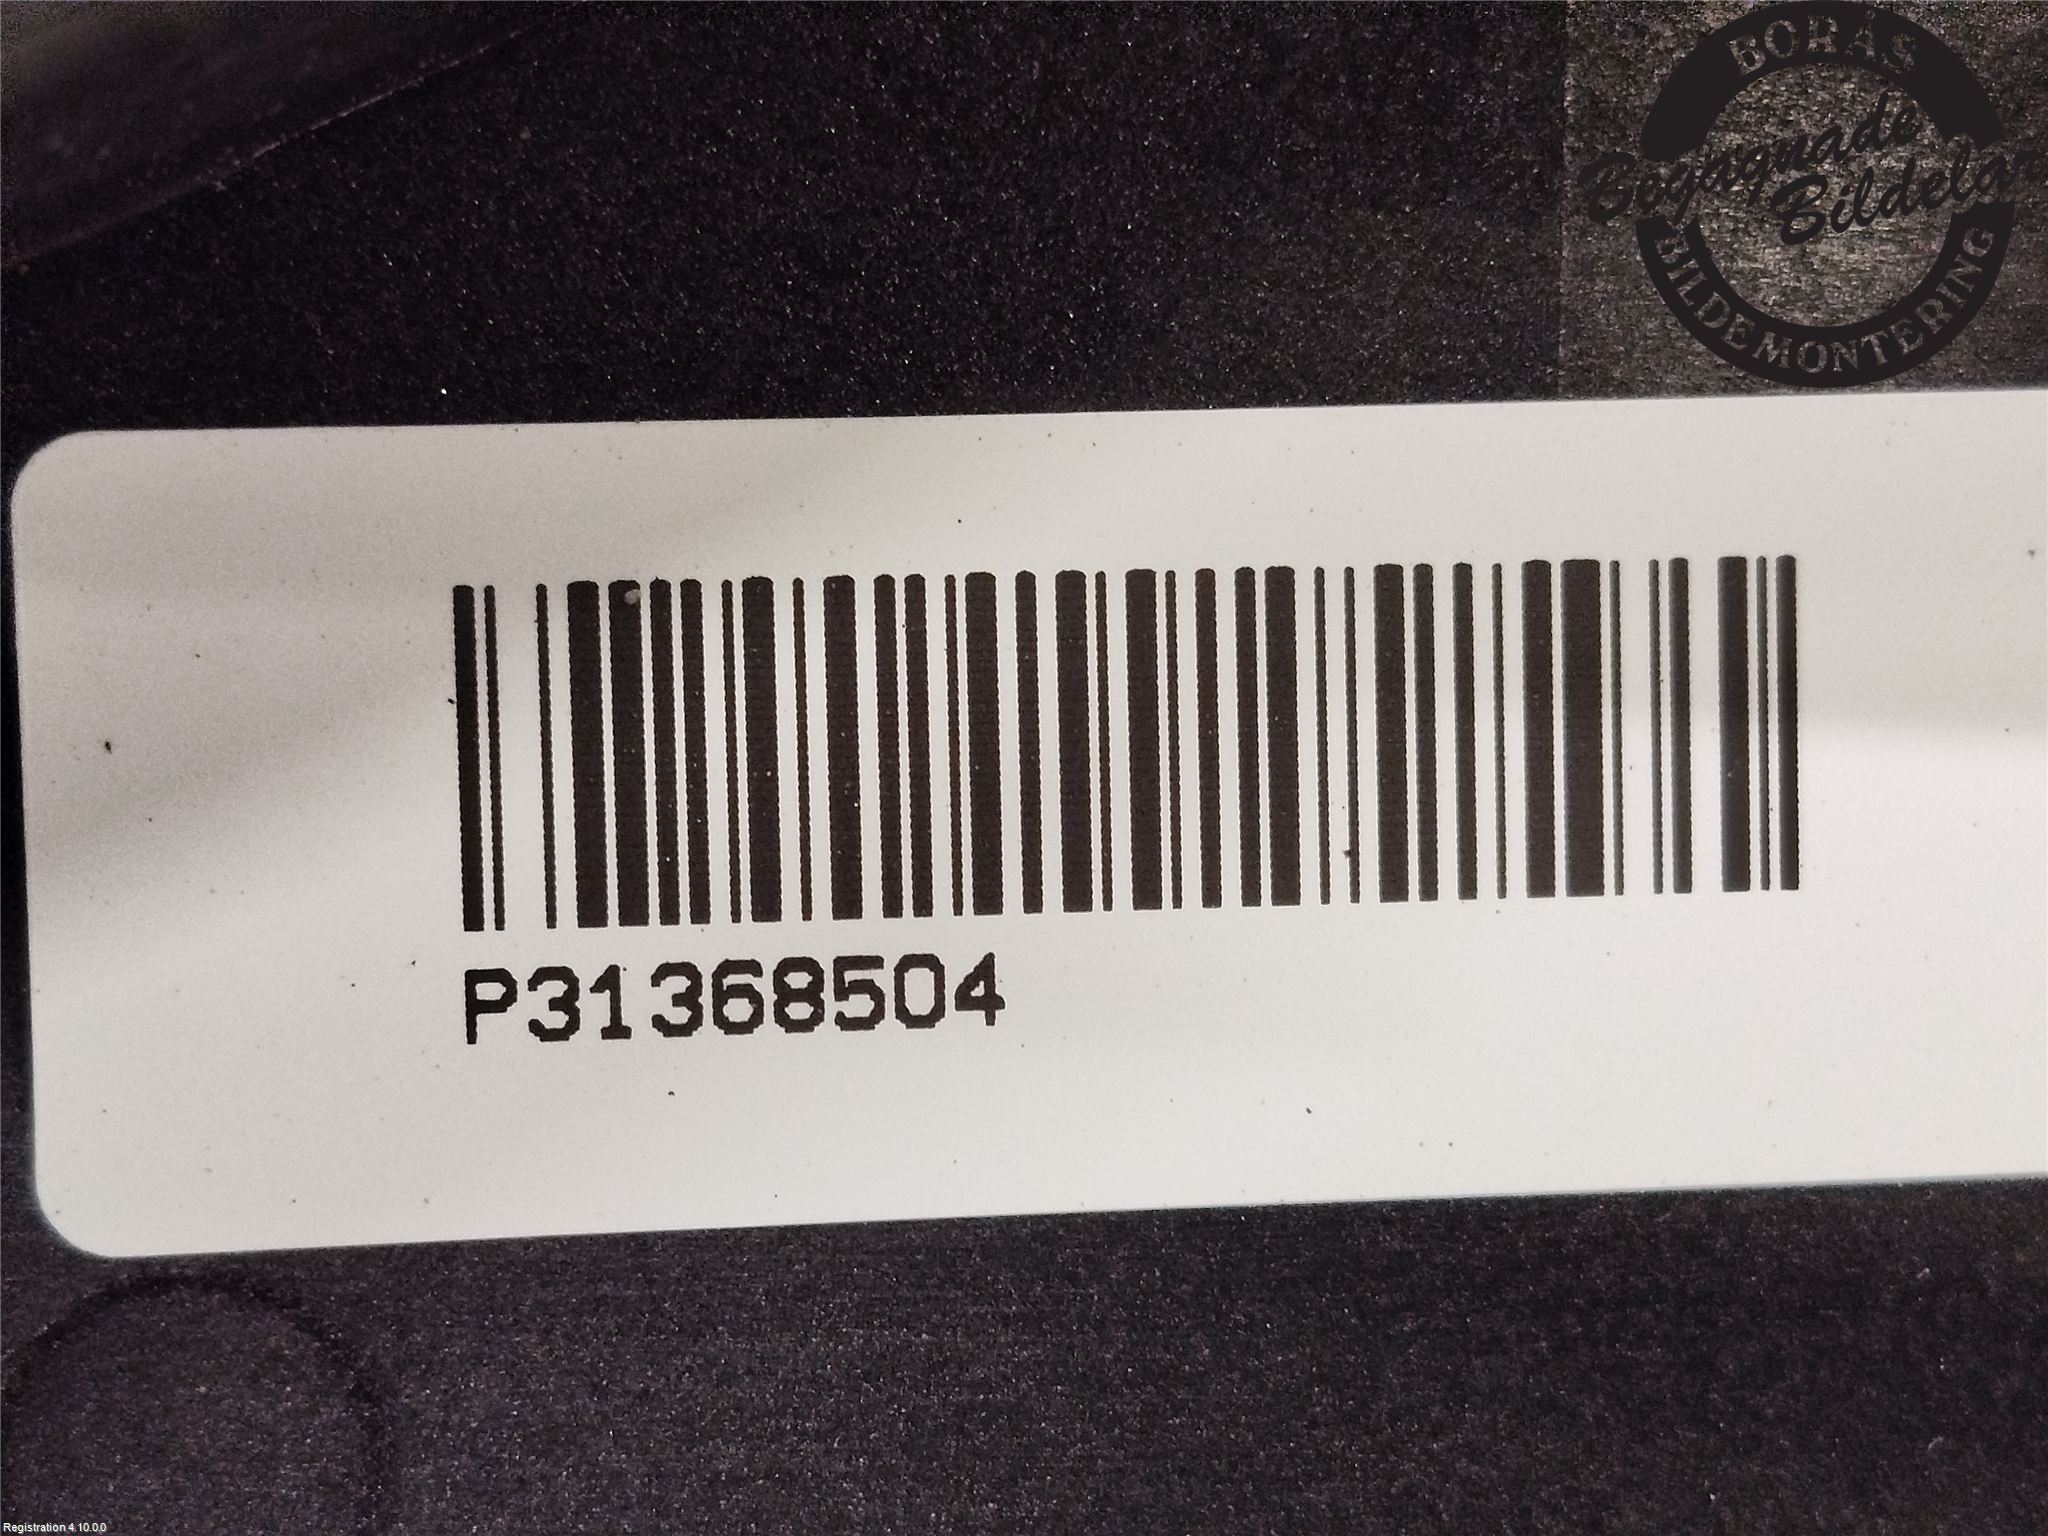 BORÅS
Begagnade
Bildelar
BILDEMONTERING
P31368504
Registration 4.10.0.0